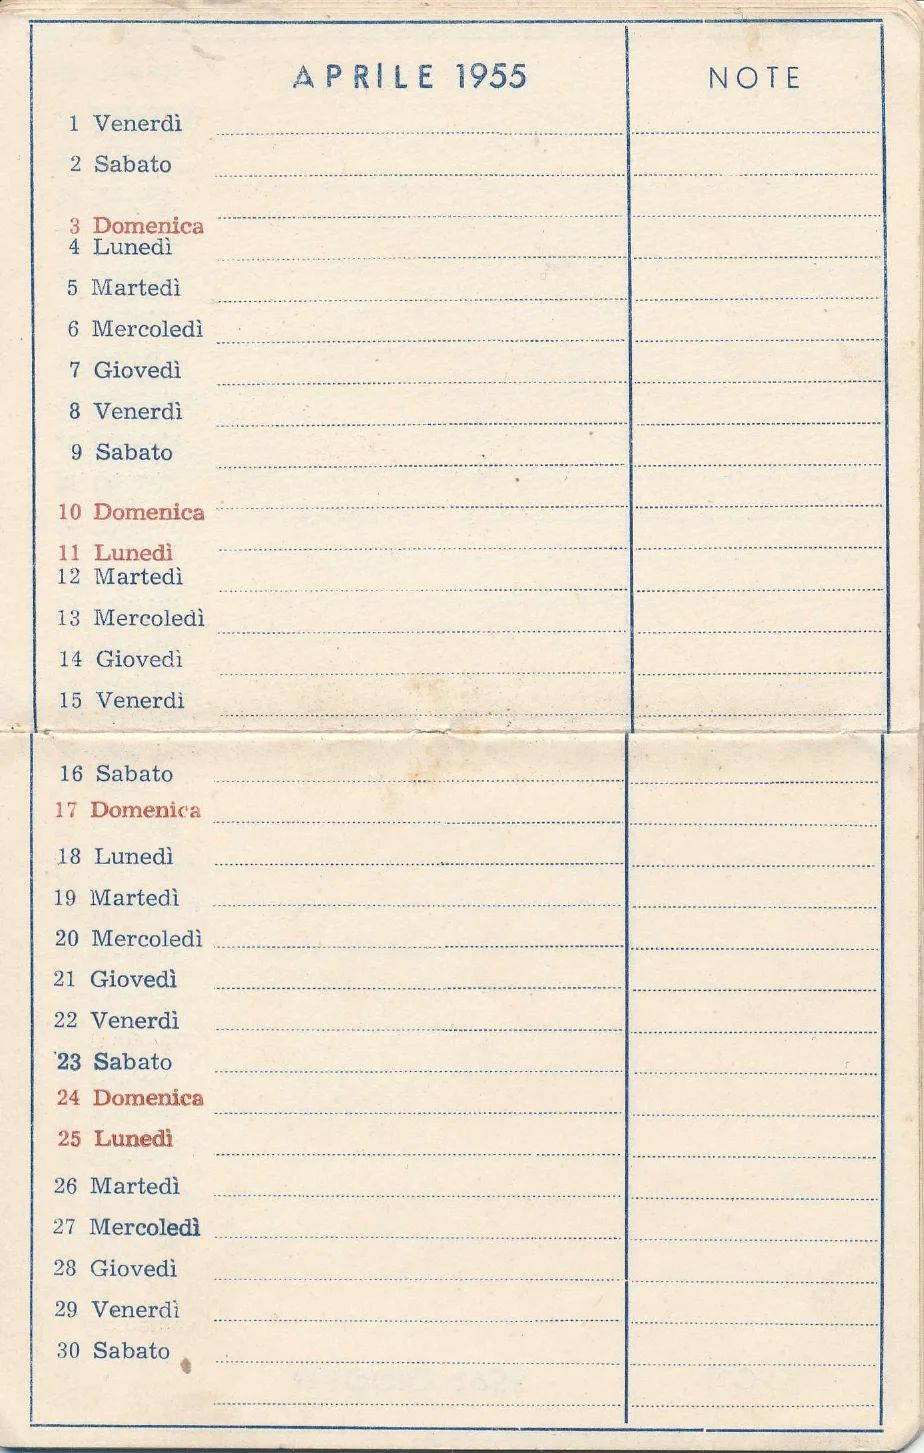 APRILE 1955 NOTE
1 Venerdì
2 Sabato
3 Domenica
4 Lunedì
5 Martedì
6 Mercoledì
7 Giovedì
8 Venerdì
9 Sabato
10 Domenica
11 Lunedì
12 Martedì
13 Mercoledì
14 Giovedì
15 Venerdì
16 Sabato
17 Domenica
18 Lunedì
19 Martedì
20 Mercoledì
21 Giovedì
22 Venerdì
23 Sabato
24 Domenica
25 Lunedì
26 Martedì
27 Mercoledì
28 Giovedì
29 Venerdì
30 Sabato